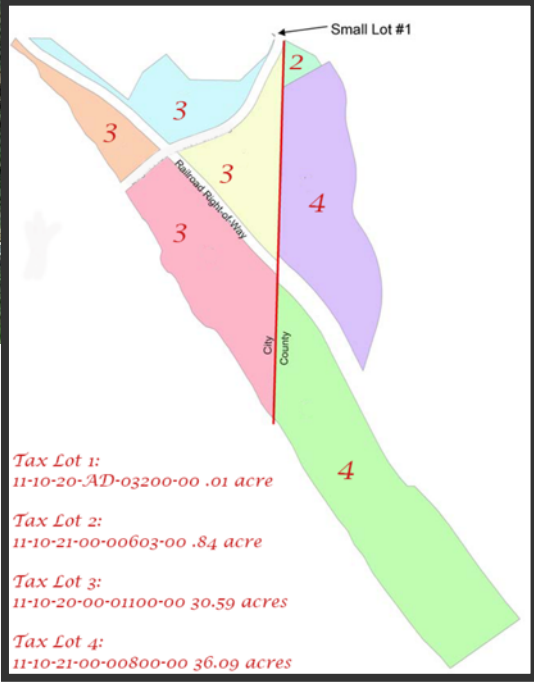 Small Lot #1
2
3
3
3
4
Railroad Right-of-Way
3
City
County
4
Tax Lot 1:
11-10-20-AD-03200-00 .01 acre
Tax Lot 2:
11-10-21-00-00603-00 .84 acre
Tax Lot 3:
11-10-20-00-01100-00 30.59 acres
Tax Lot 4:
11-10-21-00-00800-00 36.09 acres